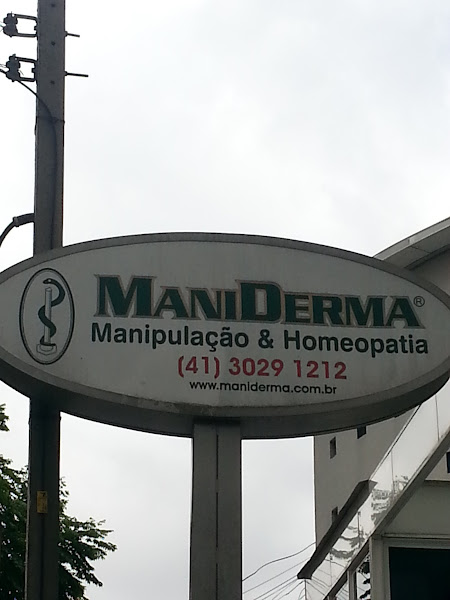 MANIDERMA®
Manipulação & Homeopatia
(41) 3029 1212
www.maniderma.com.br